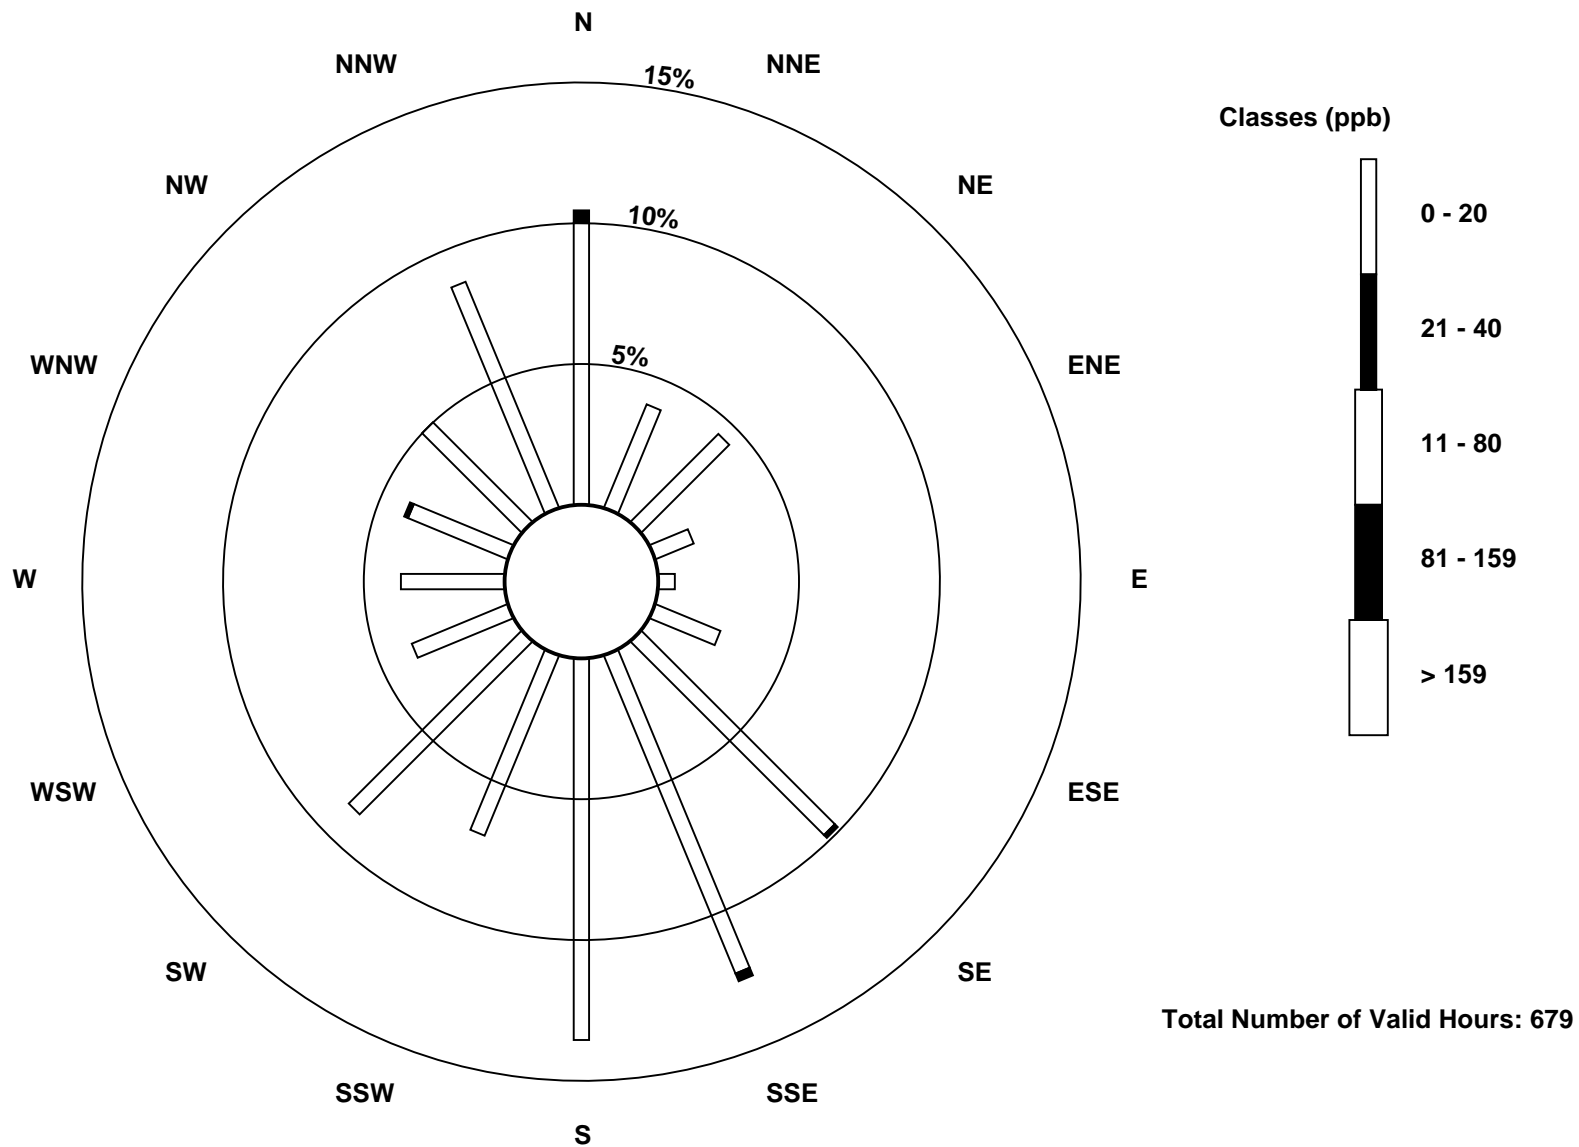 N
NNW
NNE
15%
Classes (ppb)
NW
NE
10%
0 - 20
21 - 40
5%
WNW
ENE
11 - 80
81 - 159
W
E
> 159
WSW
ESE
SW
SE
Total Number of Valid Hours: 679
SSW
SSE
S